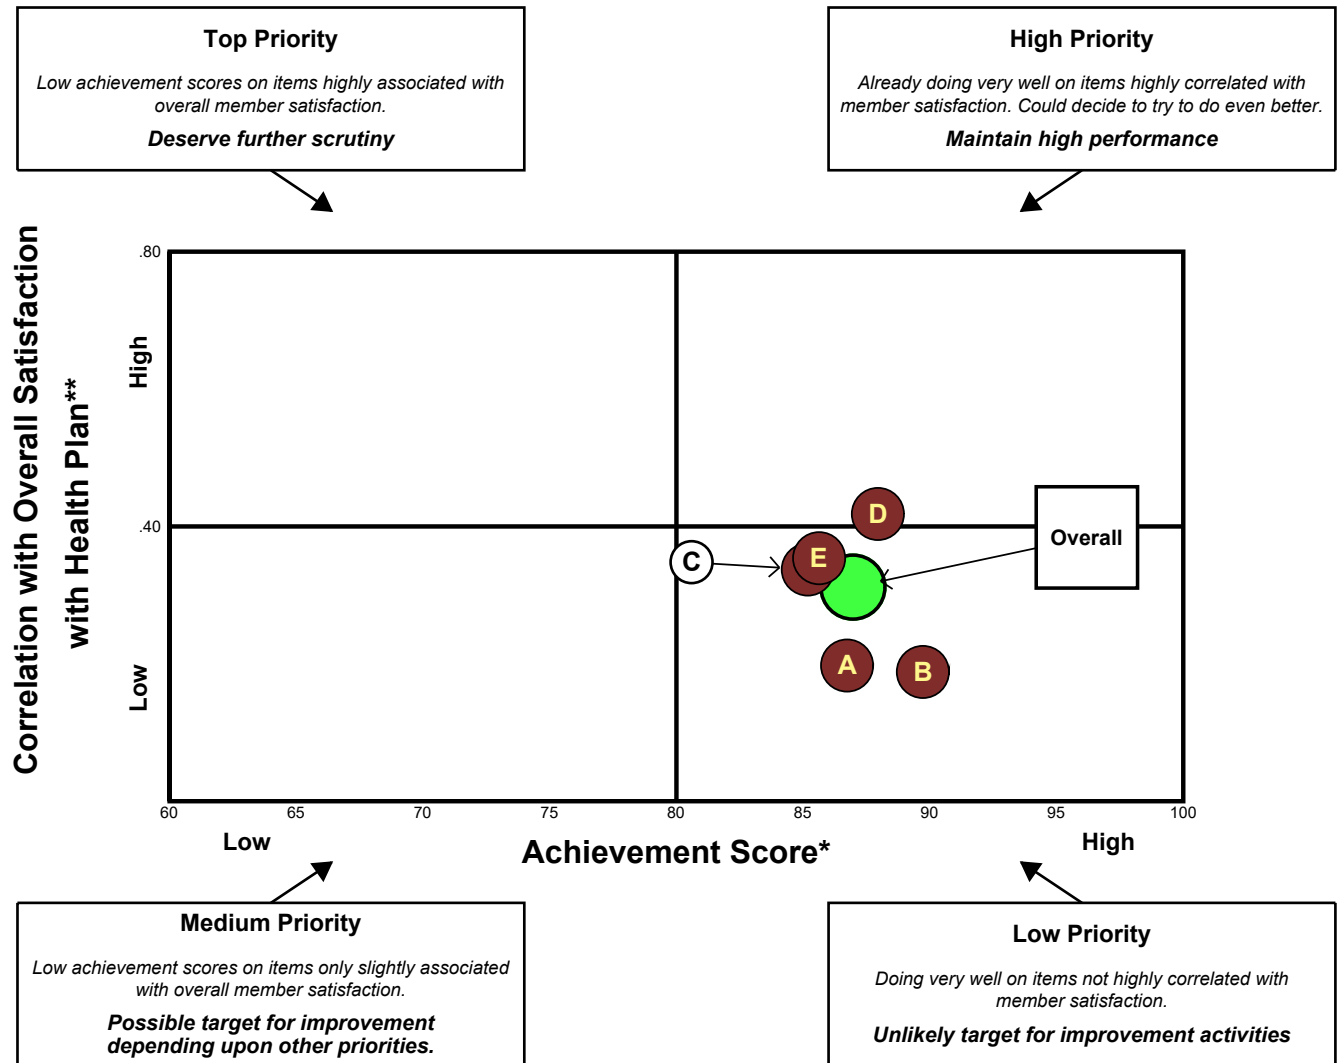 Top Priority
Low achievement scores on items highly associated with
overall member satisfaction.
Deserve further scrutiny
High Priority
Already doing very well on items highly correlated with
member satisfaction. Could decide to try to do even better.
Maintain high performance
Correlation with Overall Satisfaction
with Health Plan**
.80
High
.40
Low
D
E
C
Overall
A
B
60
65
70
75
80
85
90
95
100
Low
Achievement Score*
High
Medium Priority
Low achievement scores on items only slightly associated
with overall member satisfaction.
Possible target for improvement
depending upon other priorities.
Low Priority
Doing very well on items not highly correlated with
member satisfaction.
Unlikely target for improvement activities